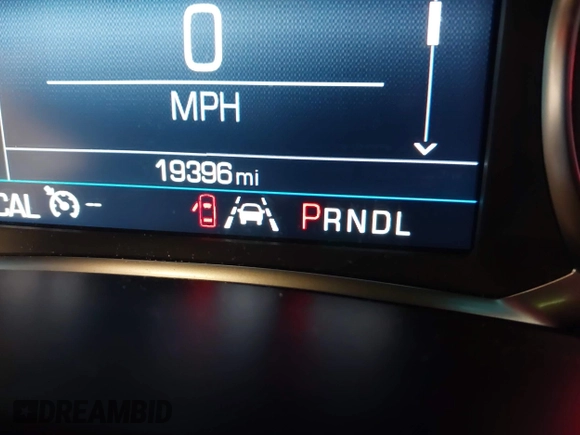 0
MPH
19396 mi
CAL -- PRNDL
DREAMBID